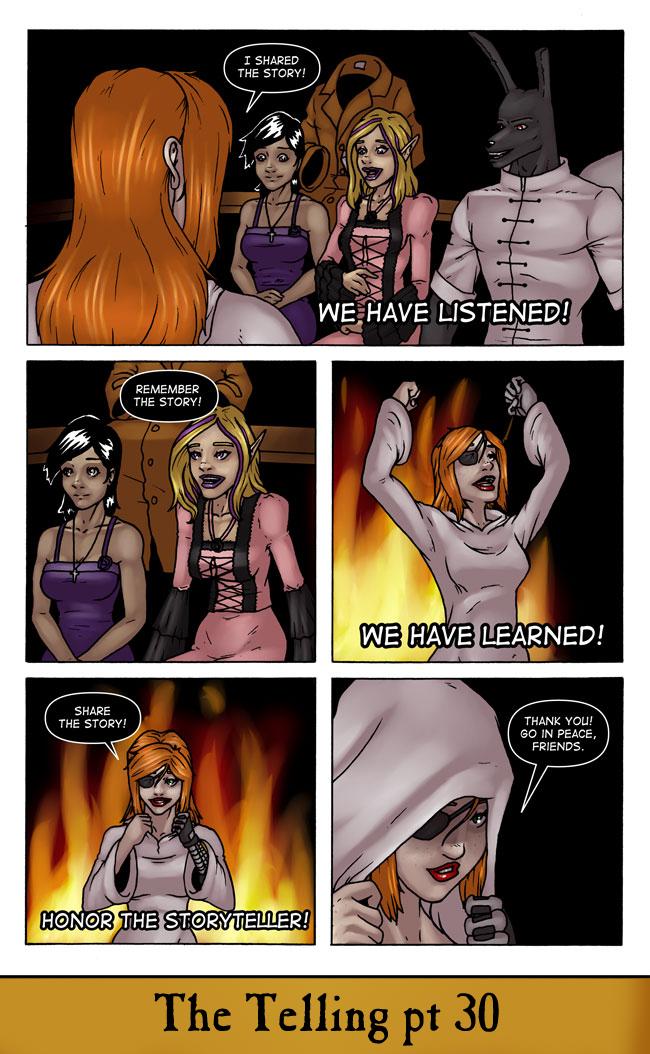 I SHARED
THE STORY!
WE HAVE LISTENED!
REMEMBER
THE STORY!
WE HAVE LEARNED!
SHARE
THE STORY!
HONOR THE STORYTELLER!
THANK YOU!
GO IN PEACE,
FRIENDS.
The Telling pt 30